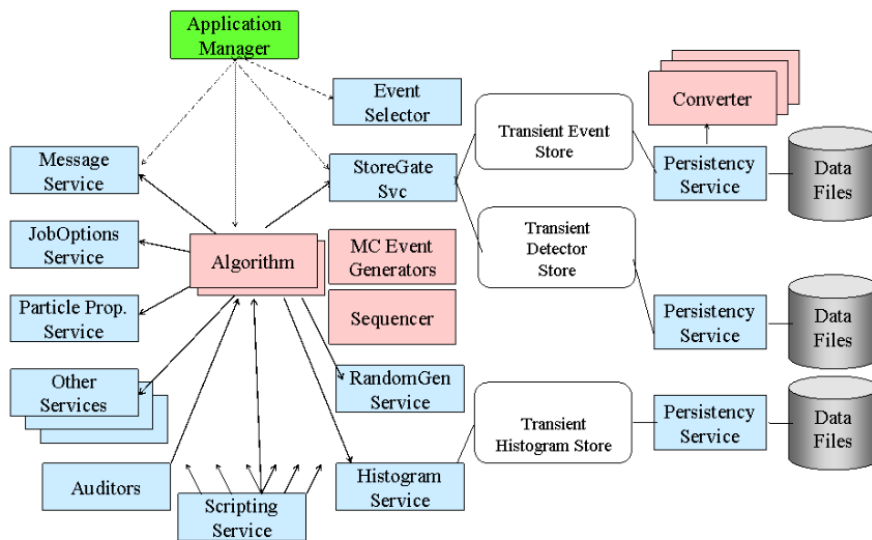 Application
Manager
Event
Selector
Converter
Transient Event
Store
Message
Service
StoreGate
Svc
Persistency
Service
Data
Files
JobOptions
Service
Algorithm
MC Event
Generators
Transient
Detector
Store
Particle Prop.
Service
Sequencer
Persistency
Service
Data
Files
Other
Services
RandomGen
Service
Transient
Histogram Store
Persistency
Service
Data
Files
Auditors
Scripting
Service
Histogram
Service